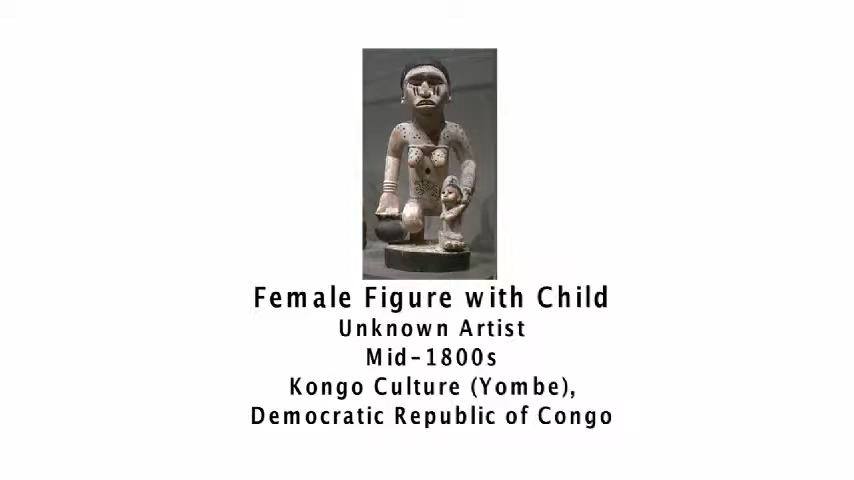 Female Figure with Child
Unknown Artist
Mid-1800s
Kongo Culture (Yombe),
Democratic Republic of Congo